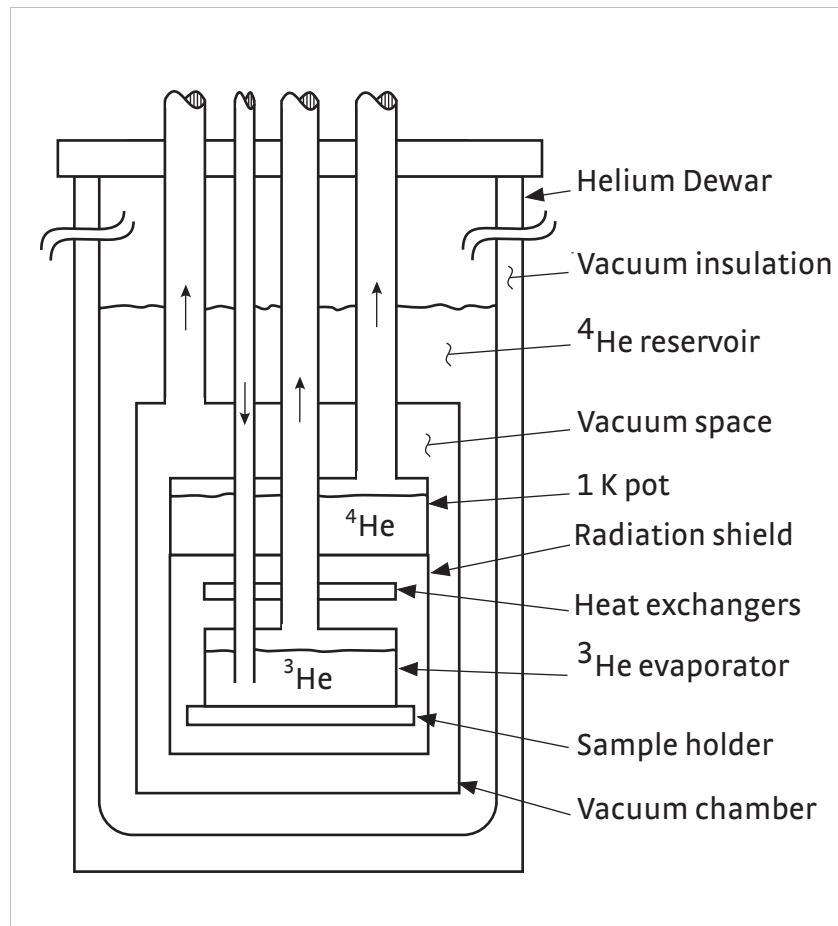 Helium Dewar
Vacuum insulation
⁴He reservoir
Vacuum space
1 K pot
⁴He
Radiation shield
Heat exchangers
³He evaporator
³He
Sample holder
Vacuum chamber